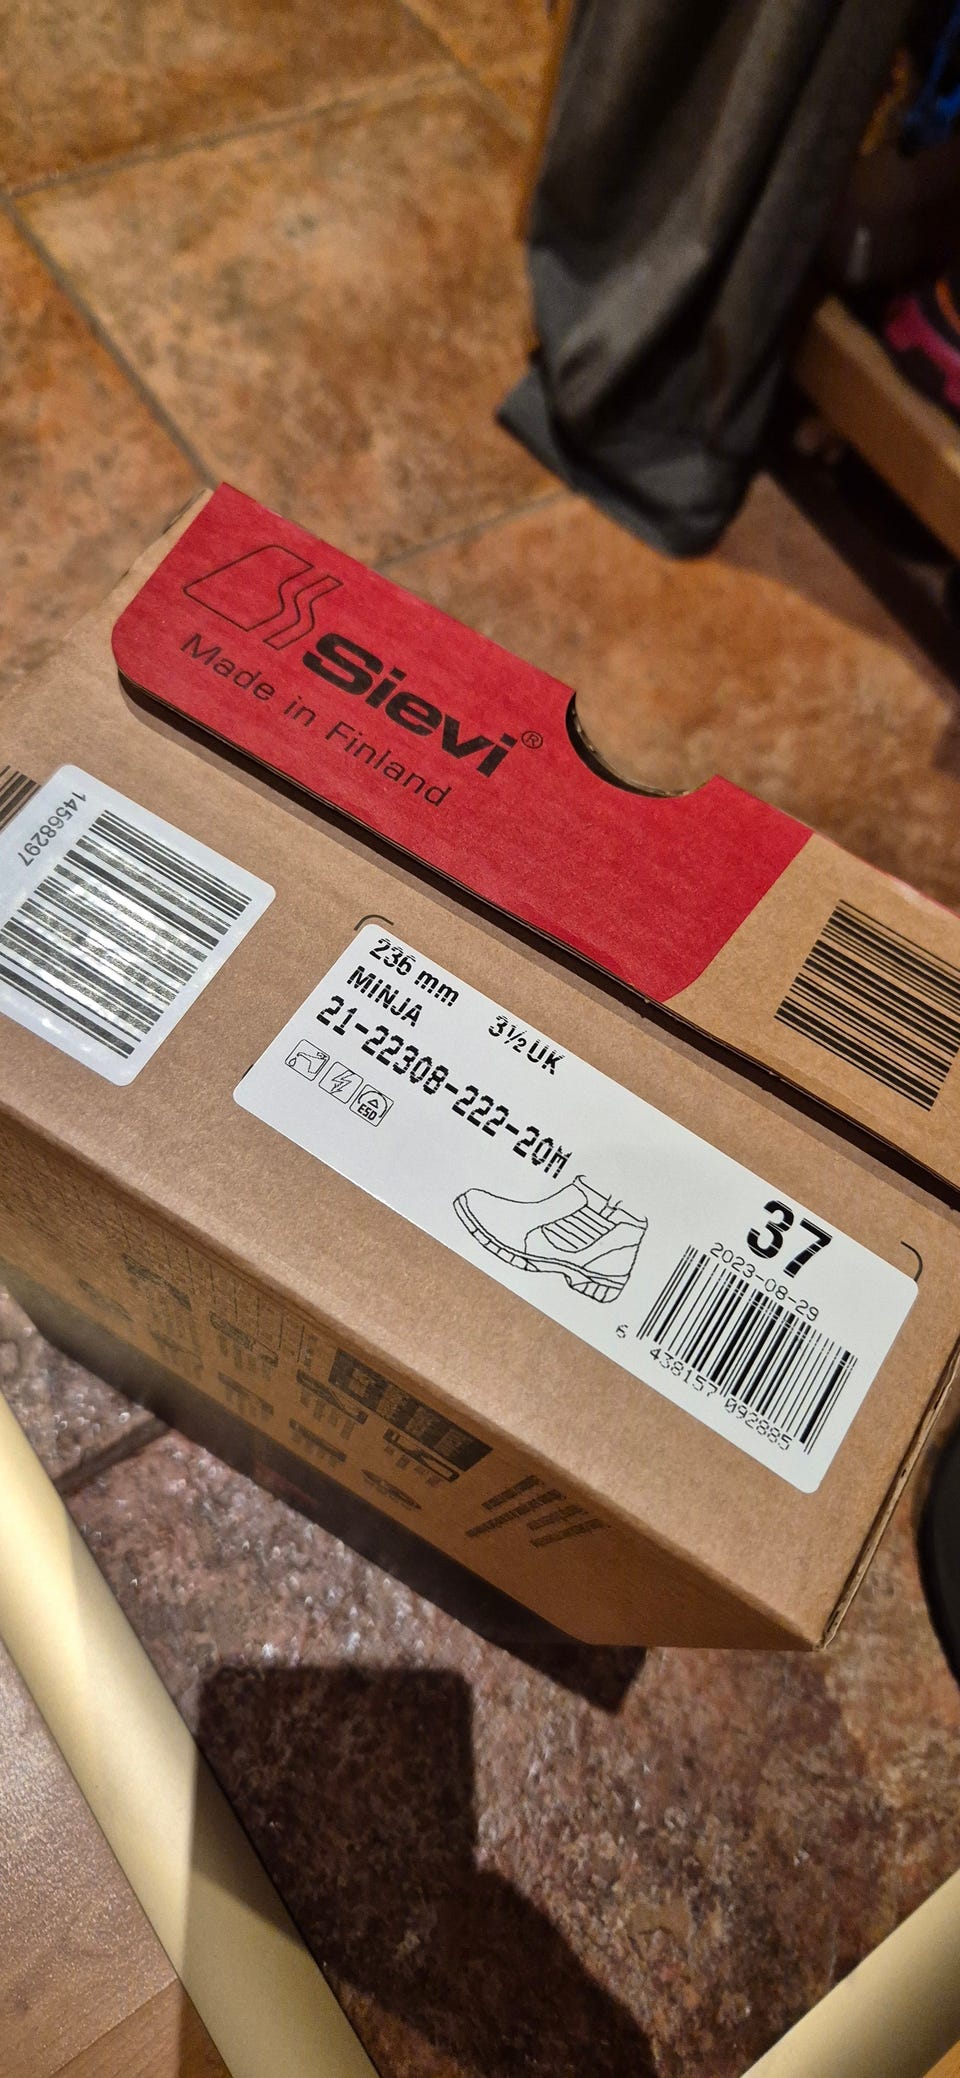 Sievi®
Made in Finland
14568297
236 mm
3½UK
MINJA
21-22308-222-20M
ESD
37
2023-08-29
6 438157 092885